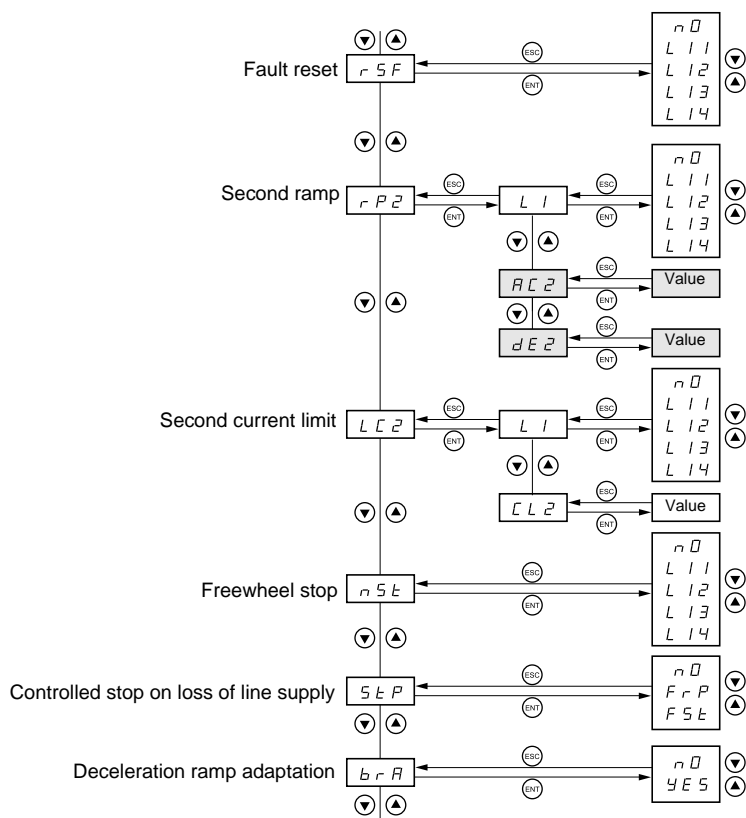 Fault reset
rSF
ESC
ENT
nO
LI1
LI2
LI3
LI4
Second ramp
rP2
ESC
ENT
LI
ESC
ENT
nO
LI1
LI2
LI3
LI4
AC2
ESC
ENT
Value
dE2
ESC
ENT
Value
Second current limit
LC2
ESC
ENT
LI
ESC
ENT
nO
LI1
LI2
LI3
LI4
CL2
ESC
ENT
Value
Freewheel stop
nSt
ESC
ENT
nO
LI1
LI2
LI3
LI4
Controlled stop on loss of line supply
StP
ESC
ENT
nO
FrP
FSt
Deceleration ramp adaptation
brA
ESC
ENT
nO
YES